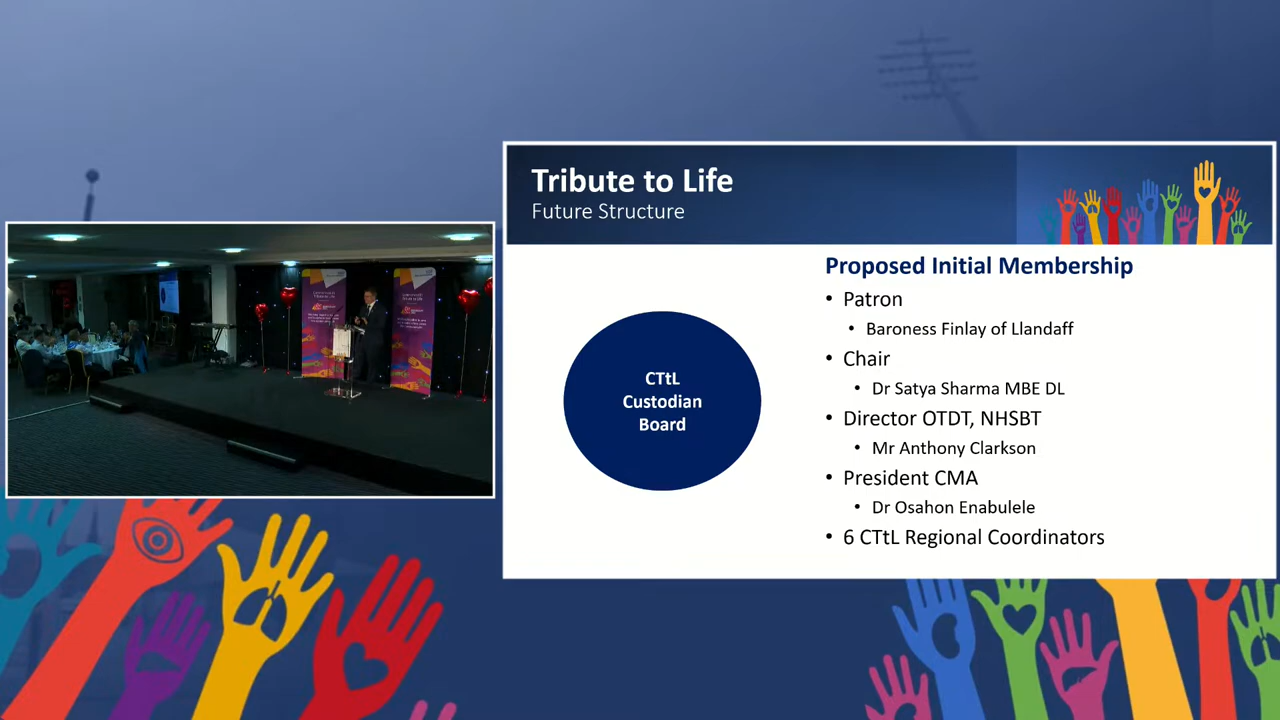 Tribute to Life
Future Structure
CTtL
Custodian
Board
Proposed Initial Membership
• Patron
• Baroness Finlay of Llandaff
• Chair
• Dr Satya Sharma MBE DL
• Director OTDT, NHSBT
• Mr Anthony Clarkson
• President CMA
• Dr Osahon Enabulele
• 6 CTtL Regional Coordinators